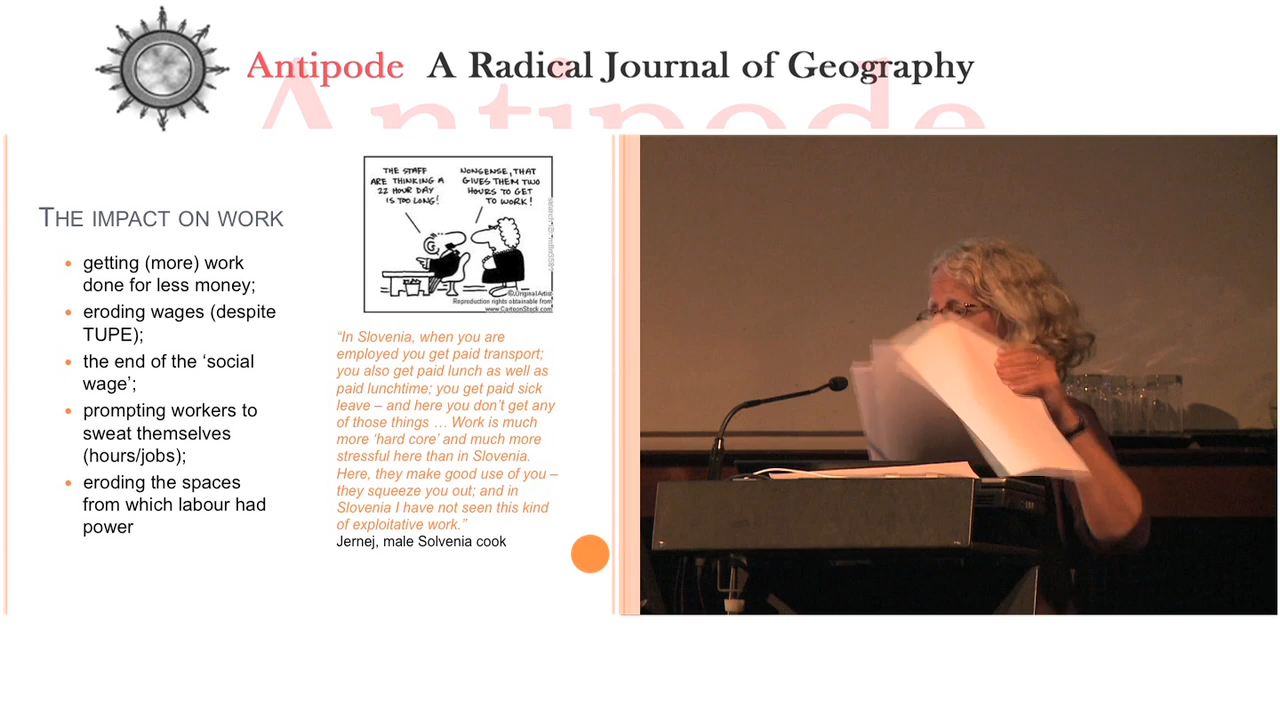 Antipode A Radical Journal of Geography
Antipode
THE IMPACT ON WORK
getting (more) work
done for less money;
eroding wages (despite
TUPE);
the end of the ‘social
wage’;
prompting workers to
sweat themselves
(hours/jobs);
eroding the spaces
from which labour had
power
THE STAFF
ARE THINKING A
22 HOUR DAY
IS TOO LONG!
NONSENSE, THAT
GIVES THEM TWO
HOURS TO GET
TO WORK!
© Original Artist
Reproduction rights obtainable from
www.CartoonStock.com
“In Slovenia, when you are
employed you get paid transport;
you also get paid lunch as well as
paid lunchtime; you get paid sick
leave – and here you don’t get any
of those things … Work is much
more ‘hard core’ and much more
stressful here than in Slovenia.
Here, they make good use of you –
they squeeze you out; and in
Slovenia I have not seen this kind
of exploitative work.”
Jernej, male Solvenia cook